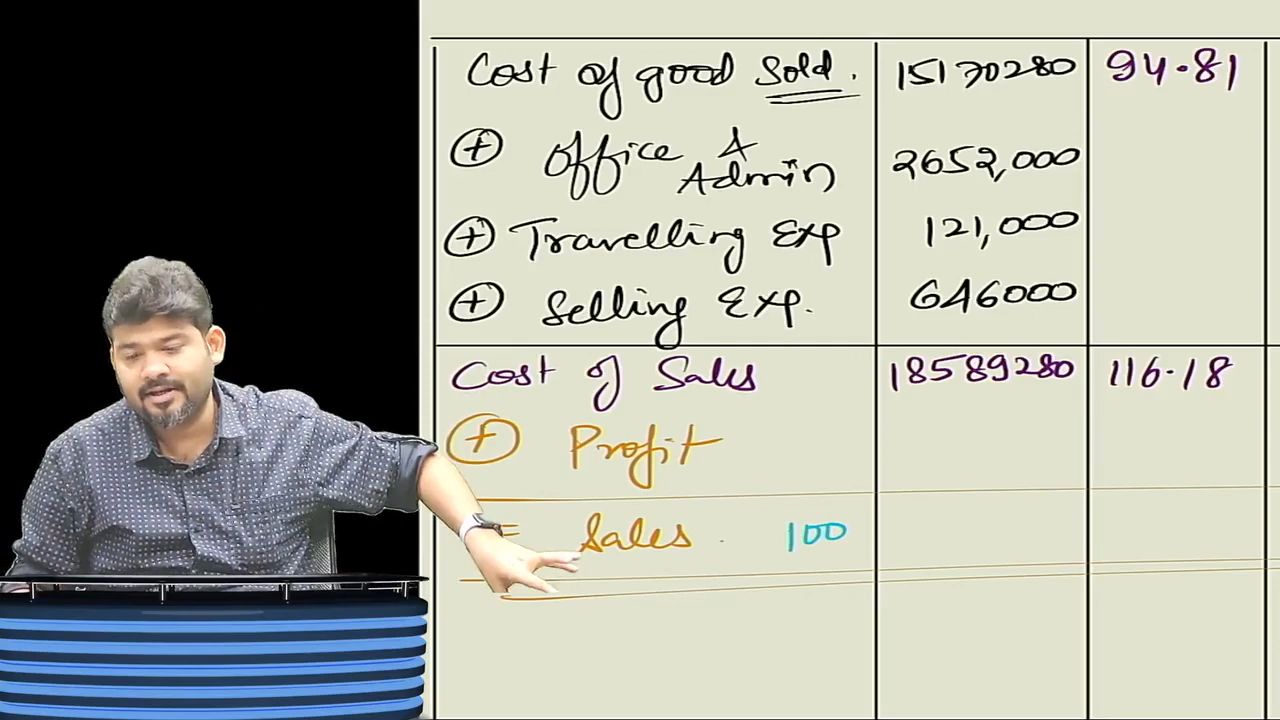 Cost of good Sold. 15170280 94.81
+ Office &
Admin 2652,000
+ Travelling Exp 121,000
+ Selling Exp. 646000
Cost of Sales 18589280 116.18
+ Profit
= Sales 100